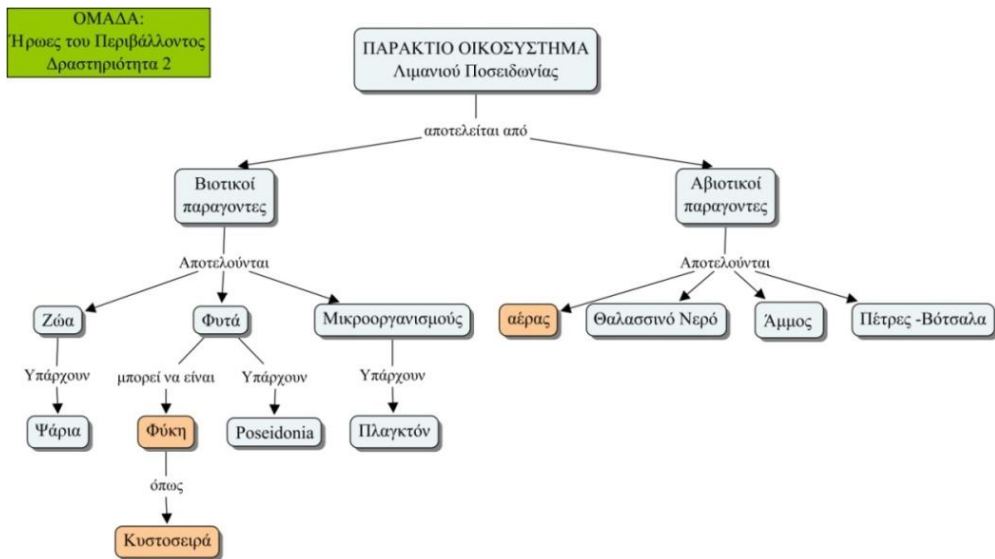 ΟΜΑΔΑ:
Ήρωες του Περιβάλλοντος
Δραστηριότητα 2
ΠΑΡΑΚΤΙΟ ΟΙΚΟΣΥΣΤΗΜΑ
Λιμανιού Ποσειδωνίας
αποτελείται από
Βιοτικοί
παραγοντες
Αβιοτικοί
παραγοντες
Αποτελούνται
Αποτελούνται
Ζώα
Φυτά
Μικροοργανισμούς
αέρας
Θαλασσινό Νερό
Άμμος
Πέτρες -Βότσαλα
Υπάρχουν
μπορεί να είναι
Υπάρχουν
Υπάρχουν
Ψάρια
Φύκη
Poseidonia
Πλαγκτόν
όπως
Κυστοσειρά